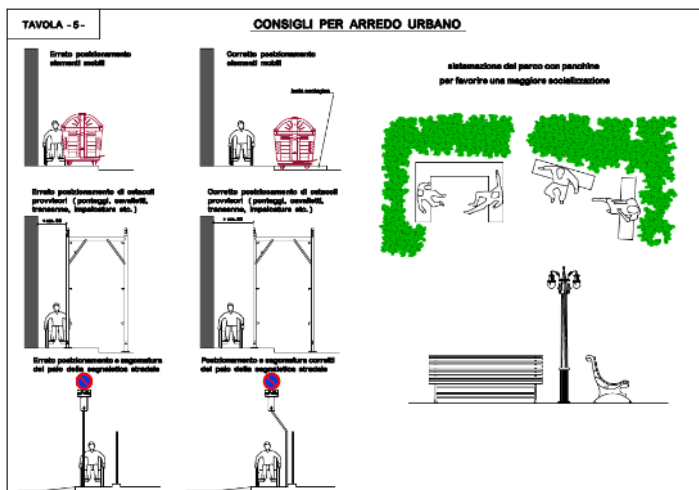 TAVOLA - 5 -
CONSIGLI PER ARREDO URBANO
Errato posizionamento
elementi mobili
Corretto posizionamento
elementi mobili
sistemazione del parco con panchine
per favorire una maggiore socializzazione
Errato posizionamento di ostacoli
provvisori ( ponteggi, cavalletti,
transenne, impalcature etc. )
Corretto posizionamento di ostacoli
provvisori ( ponteggi, cavalletti,
transenne, impalcature etc. )
Errato posizionamento e sagomatura
del palo della segnaletica stradale
Posizionamento e sagomatura corretti
del palo della segnaletica stradale